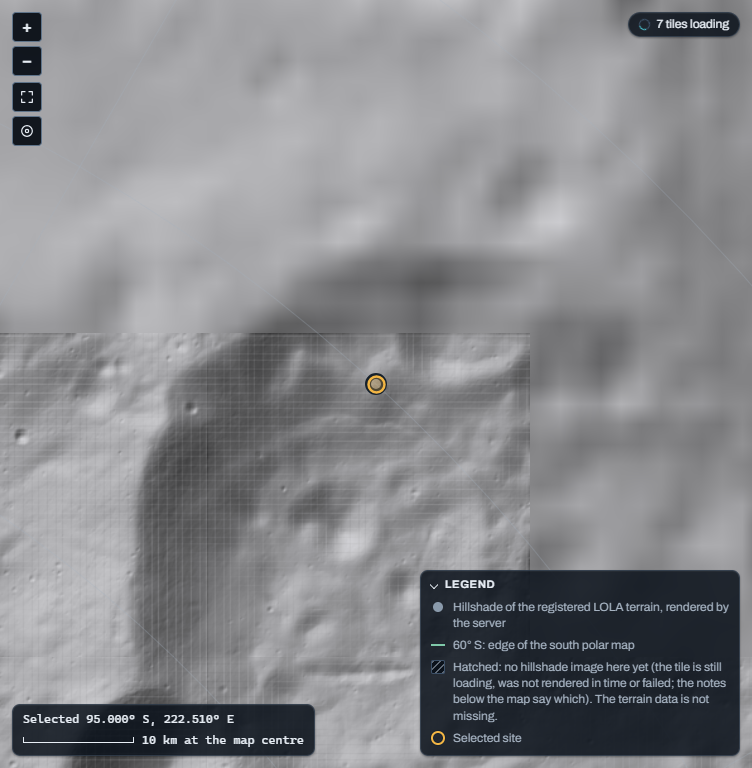 +
7 tiles loading
−
LEGEND
Hillshade of the registered LOLA terrain, rendered by
the server
60° S: edge of the south polar map
Hatched: no hillshade image here yet (the tile is still
loading, was not rendered in time or failed; the notes
below the map say which). The terrain data is not
missing.
Selected site
Selected 95.000° S, 222.510° E
10 km at the map centre